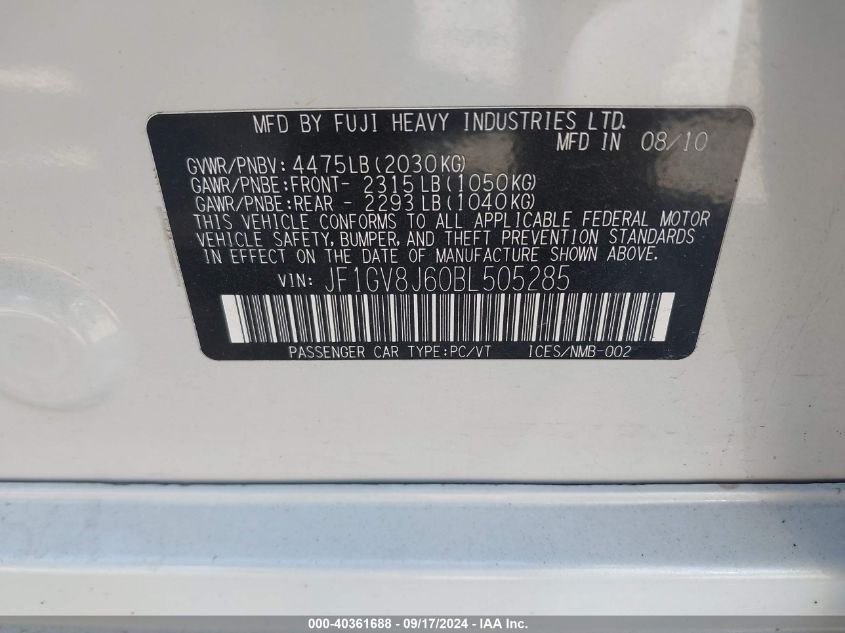 MFD BY FUJI HEAVY INDUSTRIES LTD.
MFD IN 08/10
GVWR/PNBV: 4475LB(2030KG)
GAWR/PNBE:FRONT- 2315LB(1050KG)
GAWR/PNBE:REAR - 2293LB(1040KG)
THIS VEHICLE CONFORMS TO ALL APPLICABLE FEDERAL MOTOR
VEHICLE SAFETY, BUMPER, AND THEFT PREVENTION STANDARDS
IN EFFECT ON THE DATE OF MANUFACTURE SHOWN ABOVE.
VIN: JF1GV8J60BL505285
PASSENGER CAR TYPE:PC/VT ICES/NMB-002
000-40361688 - 09/17/2024 - IAA Inc.